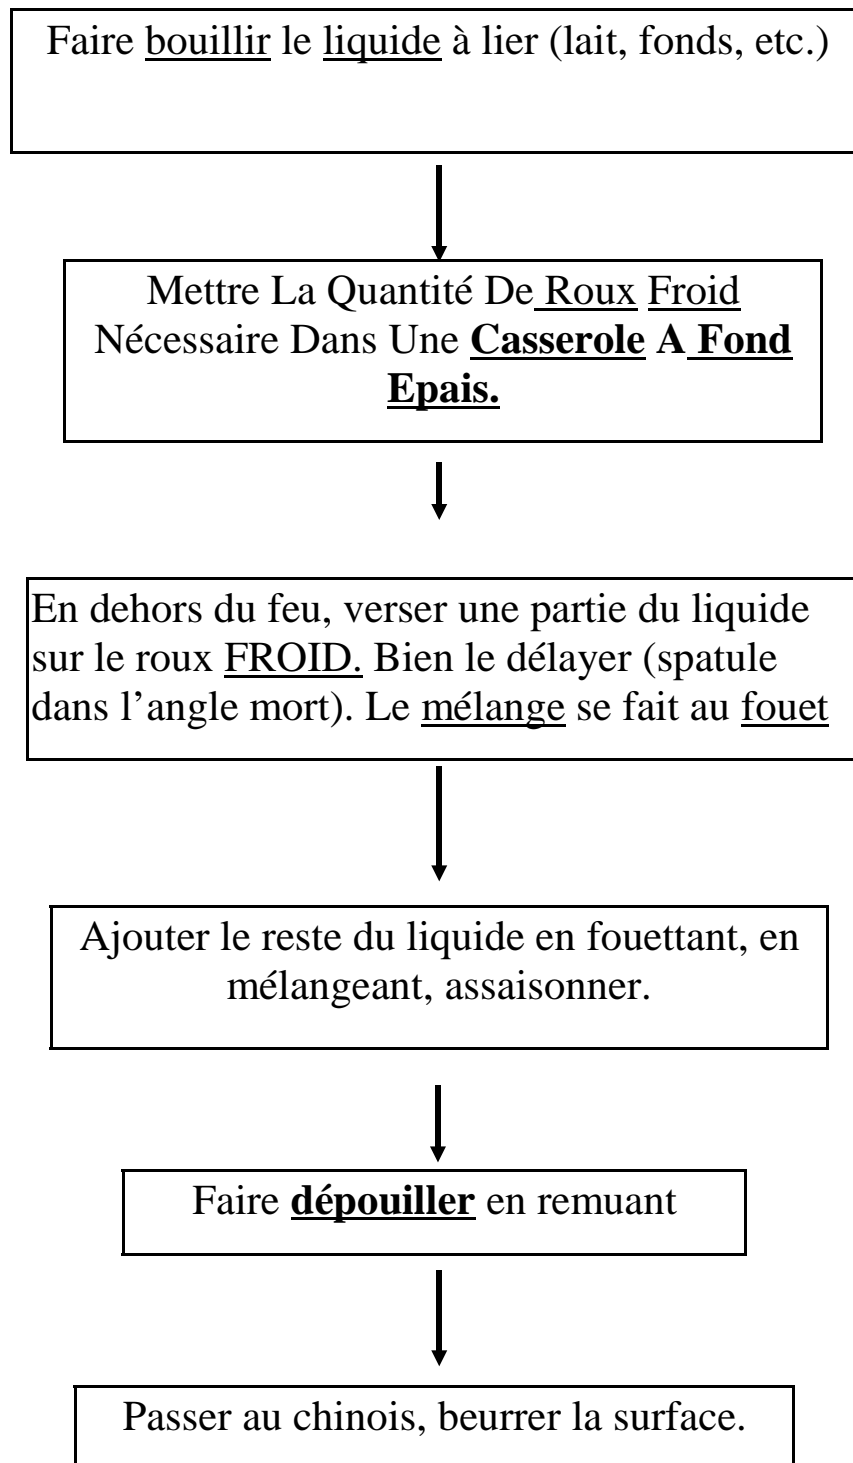 Faire bouillir le liquide à lier (lait, fonds, etc.)
Mettre La Quantité De Roux Froid
Nécessaire Dans Une Casserole A Fond
Epais.
En dehors du feu, verser une partie du liquide
sur le roux FROID. Bien le délayer (spatule
dans l’angle mort). Le mélange se fait au fouet
Ajouter le reste du liquide en fouettant, en
mélangeant, assaisonner.
Faire dépouiller en remuant
Passer au chinois, beurrer la surface.